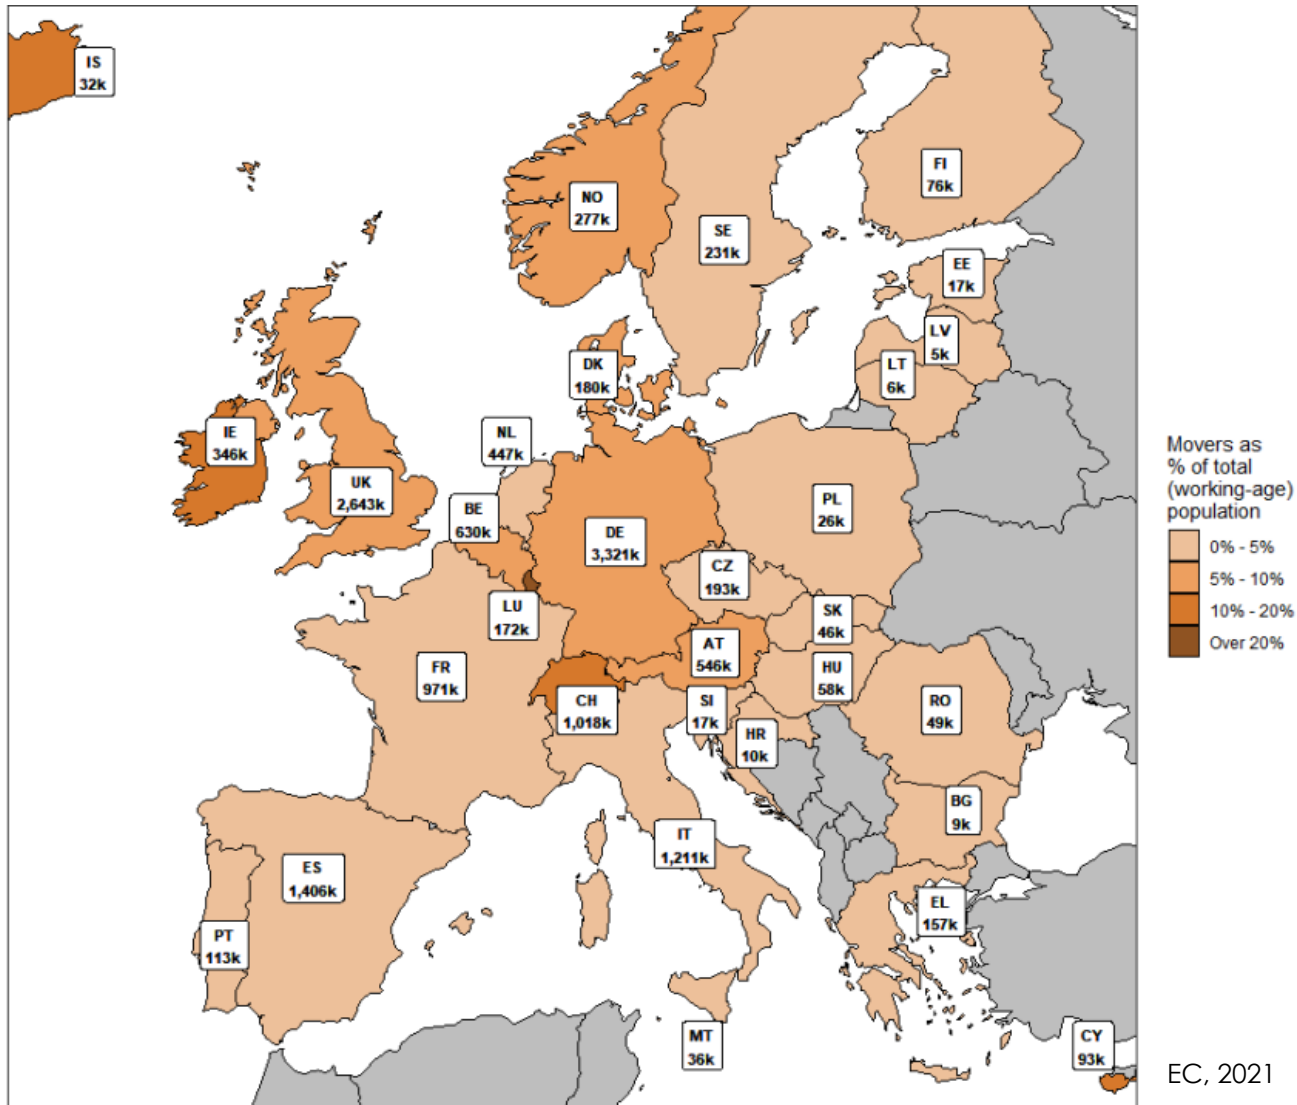 IS
32k
NO
277k
FI
76k
SE
231k
EE
17k
LV
5k
LT
6k
DK
180k
IE
346k
UK
2,643k
NL
447k
BE
630k
DE
3,321k
PL
26k
CZ
193k
LU
172k
SK
46k
AT
546k
HU
58k
FR
971k
CH
1,018k
SI
17k
HR
10k
RO
49k
BG
9k
IT
1,211k
ES
1,406k
PT
113k
EL
157k
MT
36k
CY
93k
Movers as
% of total
(working-age)
population
0% - 5%
5% - 10%
10% - 20%
Over 20%
EC, 2021